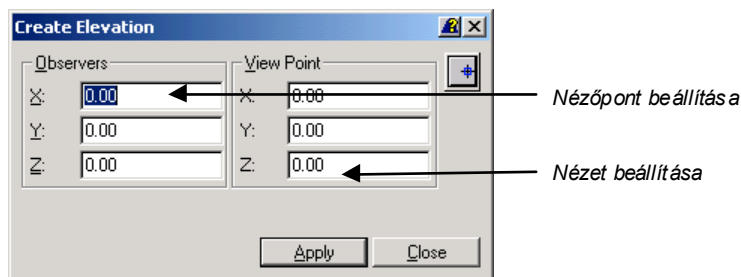 Create Elevation
Observers
X: 0.00
Y: 0.00
Z: 0.00
View Point
X: 0.00
Y: 0.00
Z: 0.00
Apply Close
Nézőpont beállítása
Nézet beállítása